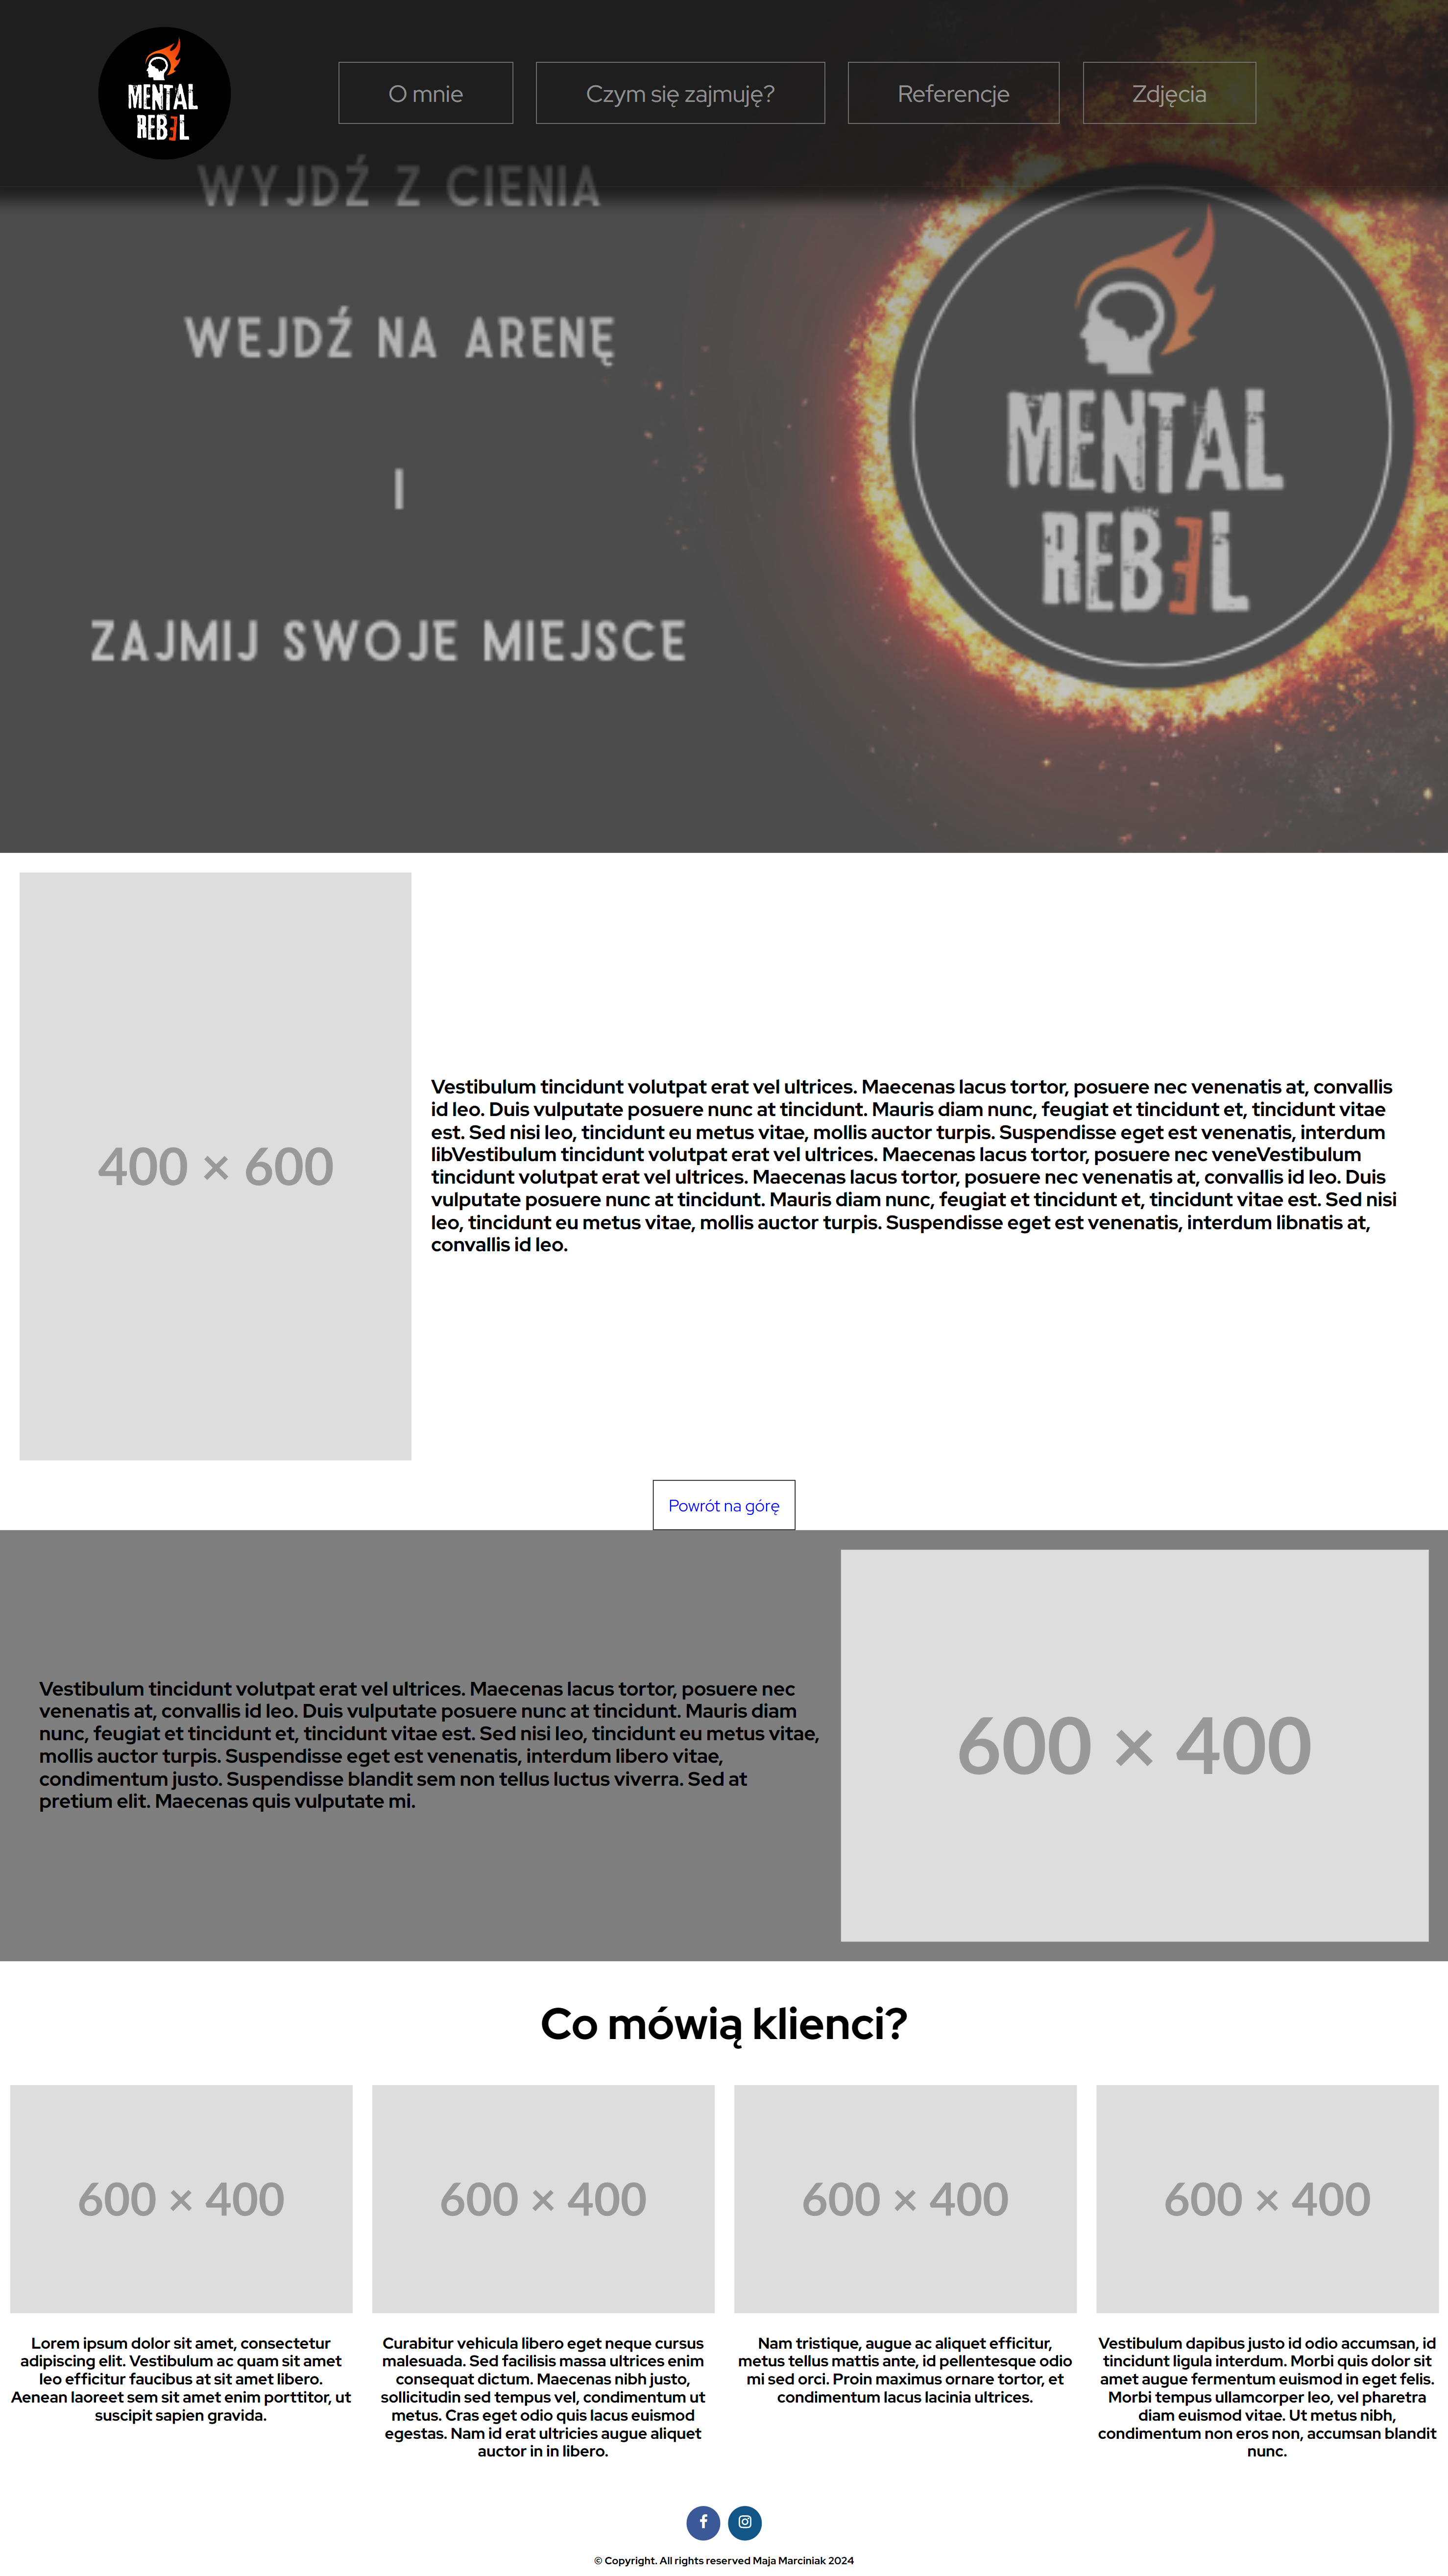 MENTAL
REBEL
O mnie
Czym się zajmuję?
Referencje
Zdjęcia
WYJDŹ Z CIENIA
WEJDŹ NA ARENĘ
I
ZAJMIJ SWOJE MIEJSCE
MENTAL
REBEL
400 × 600
Vestibulum tincidunt volutpat erat vel ultrices. Maecenas lacus tortor, posuere nec venenatis at, convallis
id leo. Duis vulputate posuere nunc at tincidunt. Mauris diam nunc, feugiat et tincidunt et, tincidunt vitae
est. Sed nisi leo, tincidunt eu metus vitae, mollis auctor turpis. Suspendisse eget est venenatis, interdum
libVestibulum tincidunt volutpat erat vel ultrices. Maecenas lacus tortor, posuere nec veneVestibulum
tincidunt volutpat erat vel ultrices. Maecenas lacus tortor, posuere nec venenatis at, convallis id leo. Duis
vulputate posuere nunc at tincidunt. Mauris diam nunc, feugiat et tincidunt et, tincidunt vitae est. Sed nisi
leo, tincidunt eu metus vitae, mollis auctor turpis. Suspendisse eget est venenatis, interdum libnatis at,
convallis id leo.
Powrót na górę
Vestibulum tincidunt volutpat erat vel ultrices. Maecenas lacus tortor, posuere nec
venenatis at, convallis id leo. Duis vulputate posuere nunc at tincidunt. Mauris diam
nunc, feugiat et tincidunt et, tincidunt vitae est. Sed nisi leo, tincidunt eu metus vitae,
mollis auctor turpis. Suspendisse eget est venenatis, interdum libero vitae,
condimentum justo. Suspendisse blandit sem non tellus luctus viverra. Sed at
pretium elit. Maecenas quis vulputate mi.
600 × 400
Co mówią klienci?
600 × 400
600 × 400
600 × 400
600 × 400
Lorem ipsum dolor sit amet, consectetur
adipiscing elit. Vestibulum ac quam sit amet
leo efficitur faucibus at sit amet libero.
Aenean laoreet sem sit amet enim porttitor, ut
suscipit sapien gravida.
Curabitur vehicula libero eget neque cursus
malesuada. Sed facilisis massa ultrices enim
consequat dictum. Maecenas nibh justo,
sollicitudin sed tempus vel, condimentum ut
metus. Cras eget odio quis lacus euismod
egestas. Nam id erat ultricies augue aliquet
auctor in in libero.
Nam tristique, augue ac aliquet efficitur,
metus tellus mattis ante, id pellentesque odio
mi sed orci. Proin maximus ornare tortor, et
condimentum lacus lacinia ultrices.
Vestibulum dapibus justo id odio accumsan, id
tincidunt ligula interdum. Morbi quis dolor sit
amet augue fermentum euismod in eget felis.
Morbi tempus ullamcorper leo, vel pharetra
diam euismod vitae. Ut metus nibh,
condimentum non eros non, accumsan blandit
nunc.
© Copyright. All rights reserved Maja Marciniak 2024